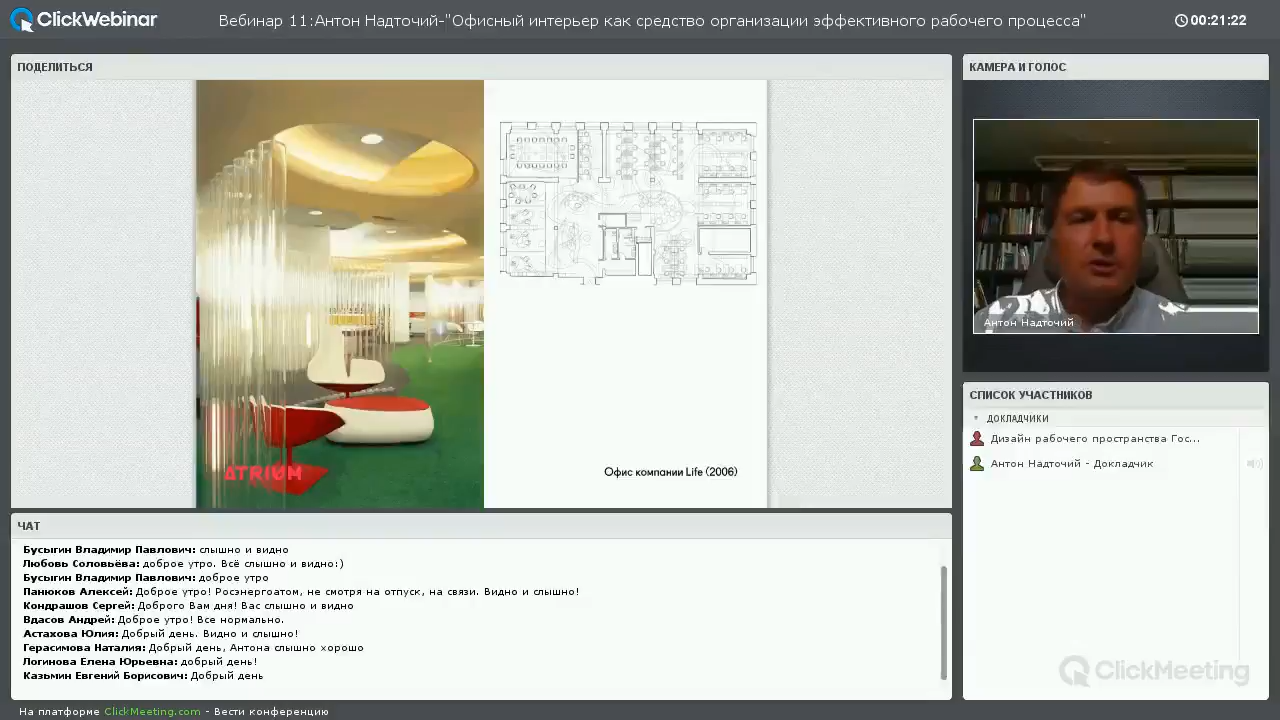 ClickWebinar
Вебинар 11:Антон Надточий-"Офисный интерьер как средство организации эффективного рабочего процесса"
00:21:22
ПОДЕЛИТЬСЯ
ATRIUM
Офис компании Life (2006)
КАМЕРА И ГОЛОС
Антон Надточий
СПИСОК УЧАСТНИКОВ
ДОКЛАДЧИКИ
Дизайн рабочего пространства Гос...
Антон Надточий - Докладчик
ЧАТ
Бусыгин Владимир Павлович: слышно и видно
Любовь Соловьёва: доброе утро. Всё слышно и видно:)
Бусыгин Владимир Павлович: доброе утро
Панюков Алексей: Доброе утро! Росэнергоатом, не смотря на отпуск, на связи. Видно и слышно!
Кондрашов Сергей: Доброго Вам дня! Вас слышно и видно
Вдасов Андрей: Доброе утро! Все нормально.
Астахова Юлия: Добрый день. Видно и слышно!
Герасимова Наталия: Добрый день, Антона слышно хорошо
Логинова Елена Юрьевна: добрый день!
Казьмин Евгений Борисович: Добрый день
ClickMeeting
На платформе ClickMeeting.com - Вести конференцию